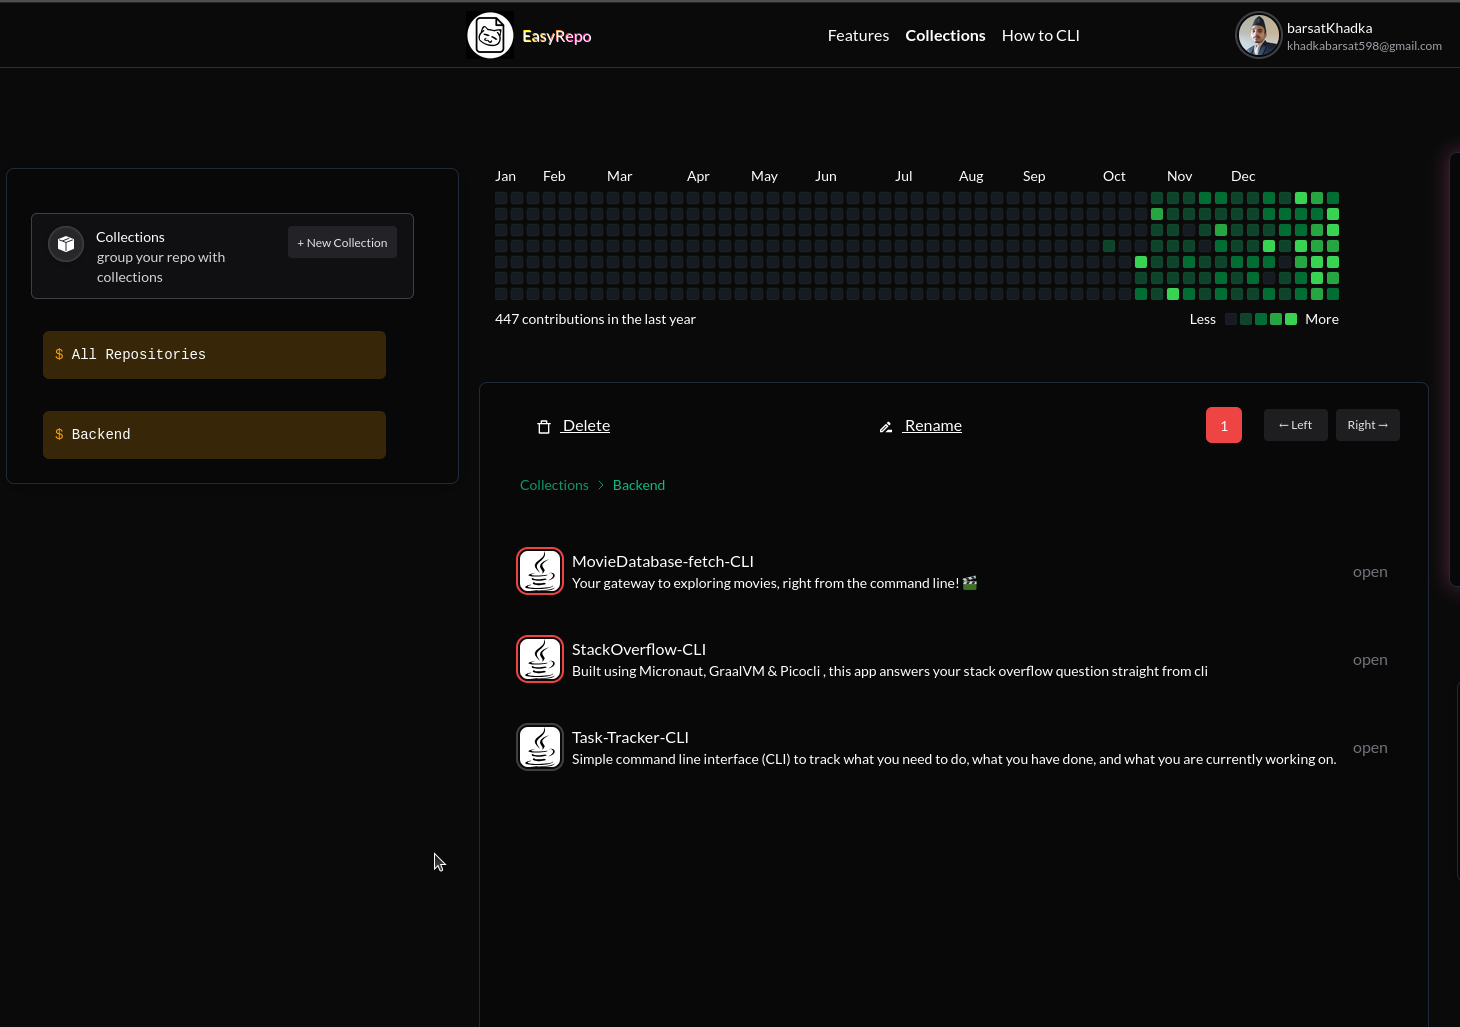 EasyRepo
Features Collections How to CLI
barsatKhadka
khadkabarsat598@gmail.com
Collections
group your repo with
collections
+ New Collection
$ All Repositories
$ Backend
Jan Feb Mar Apr May Jun Jul Aug Sep Oct Nov Dec
447 contributions in the last year
Less More
Delete
Rename
1
←Left
Right→
Collections > Backend
MovieDatabase-fetch-CLI
Your gateway to exploring movies, right from the command line! 🎬
open
StackOverflow-CLI
Built using Micronaut, GraalVM & Picocli , this app answers your stack overflow question straight from cli
open
Task-Tracker-CLI
Simple command line interface (CLI) to track what you need to do, what you have done, and what you are currently working on.
open